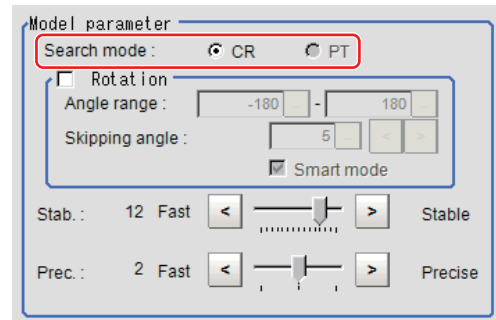 Model parameter
Search mode : CR PT
Rotation
Angle range : -180 - 180
Skipping angle : 5 < >
Smart mode
Stab. : 12 Fast < > Stable
Prec. : 2 Fast < > Precise